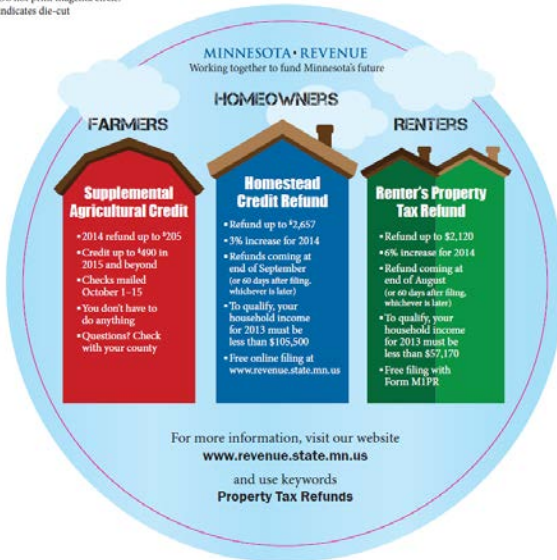 indicates die-cut
MINNESOTA • REVENUE
Working together to fund Minnesota's future
FARMERS
HOMEOWNERS
RENTERS
Supplemental
Agricultural Credit
• 2014 refund up to $205
• Credit up to $490 in
2015 and beyond
• Checks mailed
October 1–15
• You don't have to
do anything
• Questions? Check
with your county
Homestead
Credit Refund
• Refund up to $2,657
• 3% increase for 2014
• Refunds coming at
end of September
(or 60 days after filing,
whichever is later)
• To qualify, your
household income
for 2013 must be
less than $105,500
• Free online filing at
www.revenue.state.mn.us
Renter's Property
Tax Refund
• Refund up to $2,120
• 6% increase for 2014
• Refund coming at
end of August
(or 60 days after filing,
whichever is later)
• To qualify, your
household income
for 2013 must be
less than $57,170
• Free filing with
Form M1PR
For more information, visit our website
www.revenue.state.mn.us
and use keywords
Property Tax Refunds